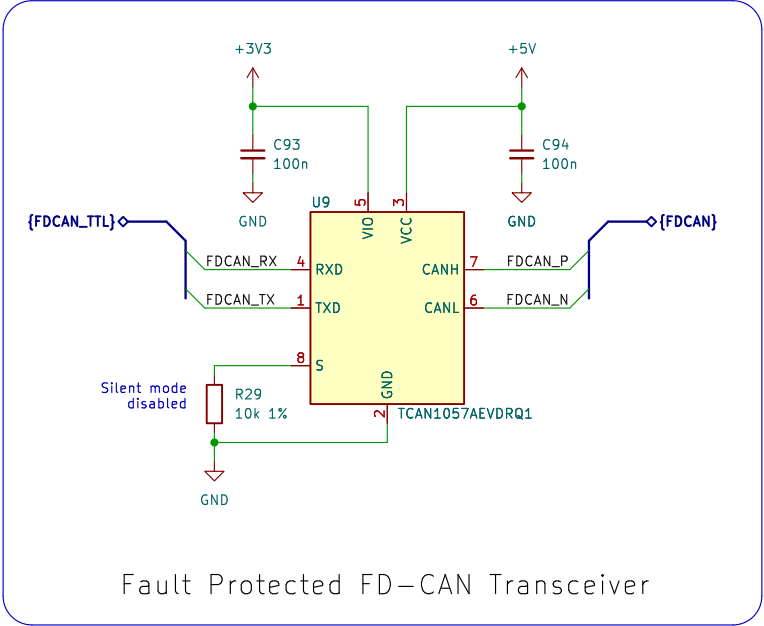 +3V3
+5V
C93
100n
C94
100n
GND
GND
U9
5
3
VIO
VCC
{FDCAN_TTL}
{FDCAN}
FDCAN_RX
4
RXD
CANH
7
FDCAN_P
FDCAN_TX
1
TXD
CANL
6
FDCAN_N
8
S
Silent mode
disabled
R29
10k 1%
GND
2
TCAN1057AEVDRQ1
GND
Fault Protected FD-CAN Transceiver